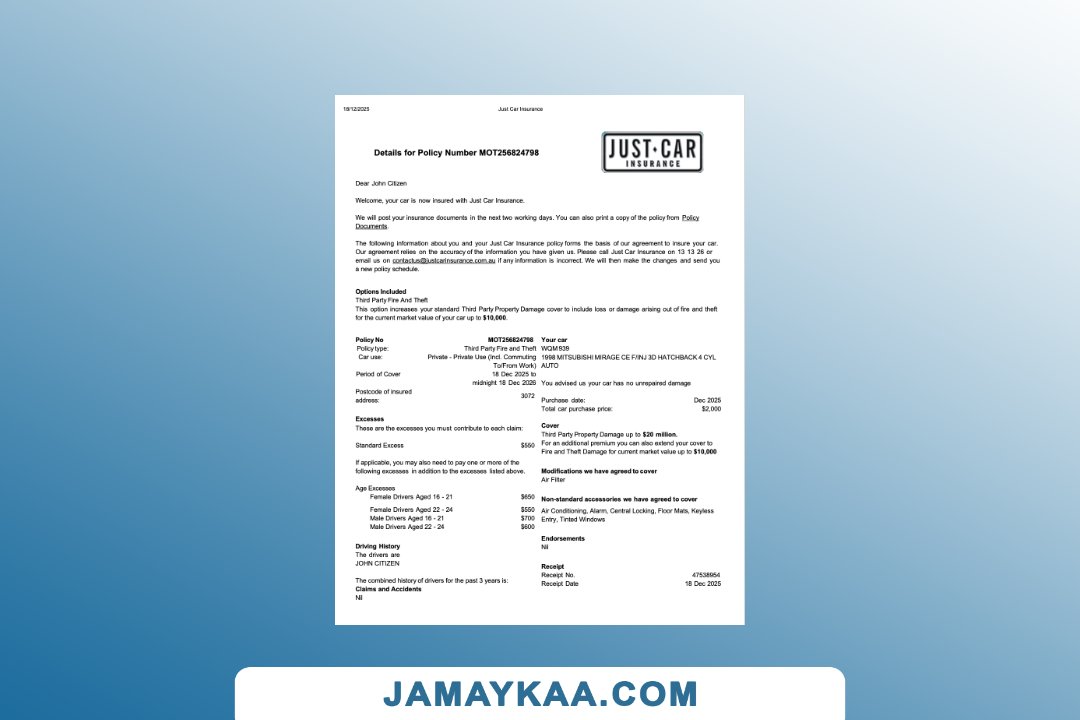 18/12/2025 Just Car Insurance
JUST·CAR
INSURANCE
Details for Policy Number MOT256824798
Dear John Citizen
Welcome, your car is now insured with Just Car Insurance.
We will post your insurance documents in the next two working days. You can also print a copy of the policy from Policy
Documents.
The following information about you and your Just Car Insurance policy forms the basis of our agreement to insure your car.
Our agreement relies on the accuracy of the information you have given us. Please call Just Car Insurance on 13 13 26 or
email us on contactus@justcarinsurance.com.au if any information is incorrect. We will then make the changes and send you
a new policy schedule.
Options Included
Third Party Fire And Theft
This option increases your standard Third Party Property Damage cover to include loss or damage arising out of fire and theft
for the current market value of your car up to $10,000.
Policy No MOT256824798
Policy type: Third Party Fire and Theft
Car use: Private - Private Use (Incl. Commuting
To/From Work)
Period of Cover 18 Dec 2025 to
midnight 18 Dec 2026
Postcode of insured
address: 3072
Excesses
These are the excesses you must contribute to each claim:
Standard Excess $550
If applicable, you may also need to pay one or more of the
following excesses in addition to the excesses listed above.
Age Excesses
Female Drivers Aged 16 - 21 $650
Female Drivers Aged 22 - 24 $550
Male Drivers Aged 16 - 21 $700
Male Drivers Aged 22 - 24 $600
Driving History
The drivers are
JOHN CITIZEN
The combined history of drivers for the past 3 years is:
Claims and Accidents
Nil
Your car
WQM 939
1998 MITSUBISHI MIRAGE CE F/INJ 3D HATCHBACK 4 CYL
AUTO
You advised us your car has no unrepaired damage
Purchase date: Dec 2025
Total car purchase price: $2,000
Cover
Third Party Property Damage up to $20 million.
For an additional premium you can also extend your cover to
Fire and Theft Damage for current market value up to $10,000
Modifications we have agreed to cover
Air Filter
Non-standard accessories we have agreed to cover
Air Conditioning, Alarm, Central Locking, Floor Mats, Keyless
Entry, Tinted Windows
Endorsements
Nil
Receipt
Receipt No. 47538954
Receipt Date 18 Dec 2025
JAMAYKAA.COM